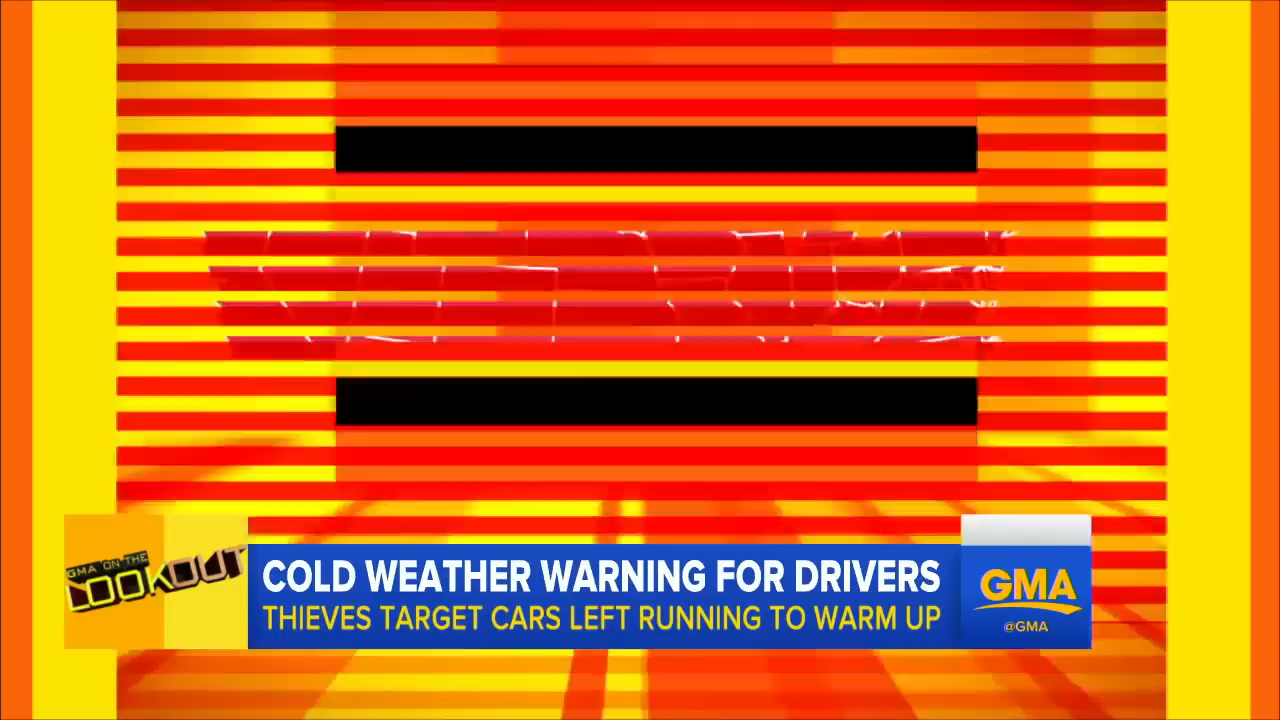 GMA ON THE
LOOKOUT
COLD WEATHER WARNING FOR DRIVERS
THIEVES TARGET CARS LEFT RUNNING TO WARM UP
GMA
@GMA